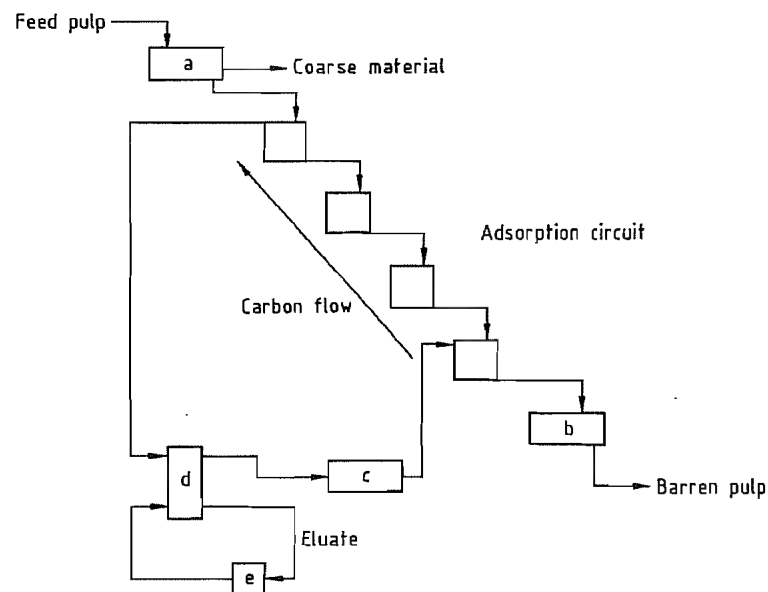 Feed pulp
a
Coarse material
Adsorption circuit
Carbon flow
b
d
c
Barren pulp
Eluate
e